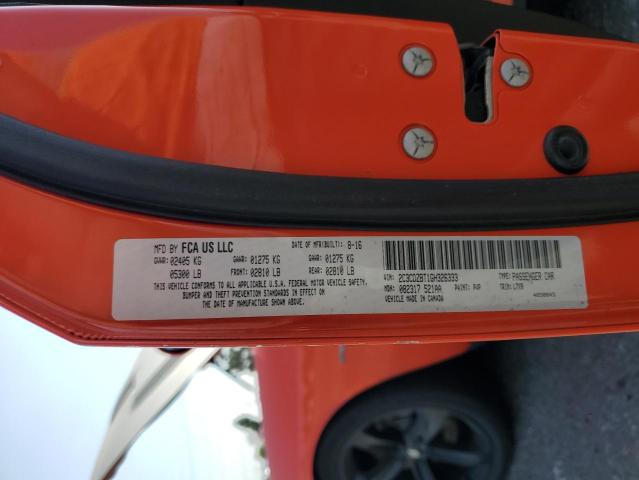 MFD BY FCA US LLC DATE OF MFR(BUILT): 8-16
GVWR: 02405 KG GAWR: 01275 KG GAWR: 01275 KG
05300 LB FRONT: 02810 LB REAR: 02810 LB
THIS VEHICLE CONFORMS TO ALL APPLICABLE U.S.A. FEDERAL MOTOR VEHICLE SAFETY,
BUMPER AND THEFT PREVENTION STANDARDS IN EFFECT ON
THE DATE OF MANUFACTURE SHOWN ABOVE.
VIN: 2C3CDZBT1GH326333 TYPE: PASSENGER CAR
MDH: 082317 521AA PAINT: PVP TRIM: L7X9
VEHICLE MADE IN CANADA